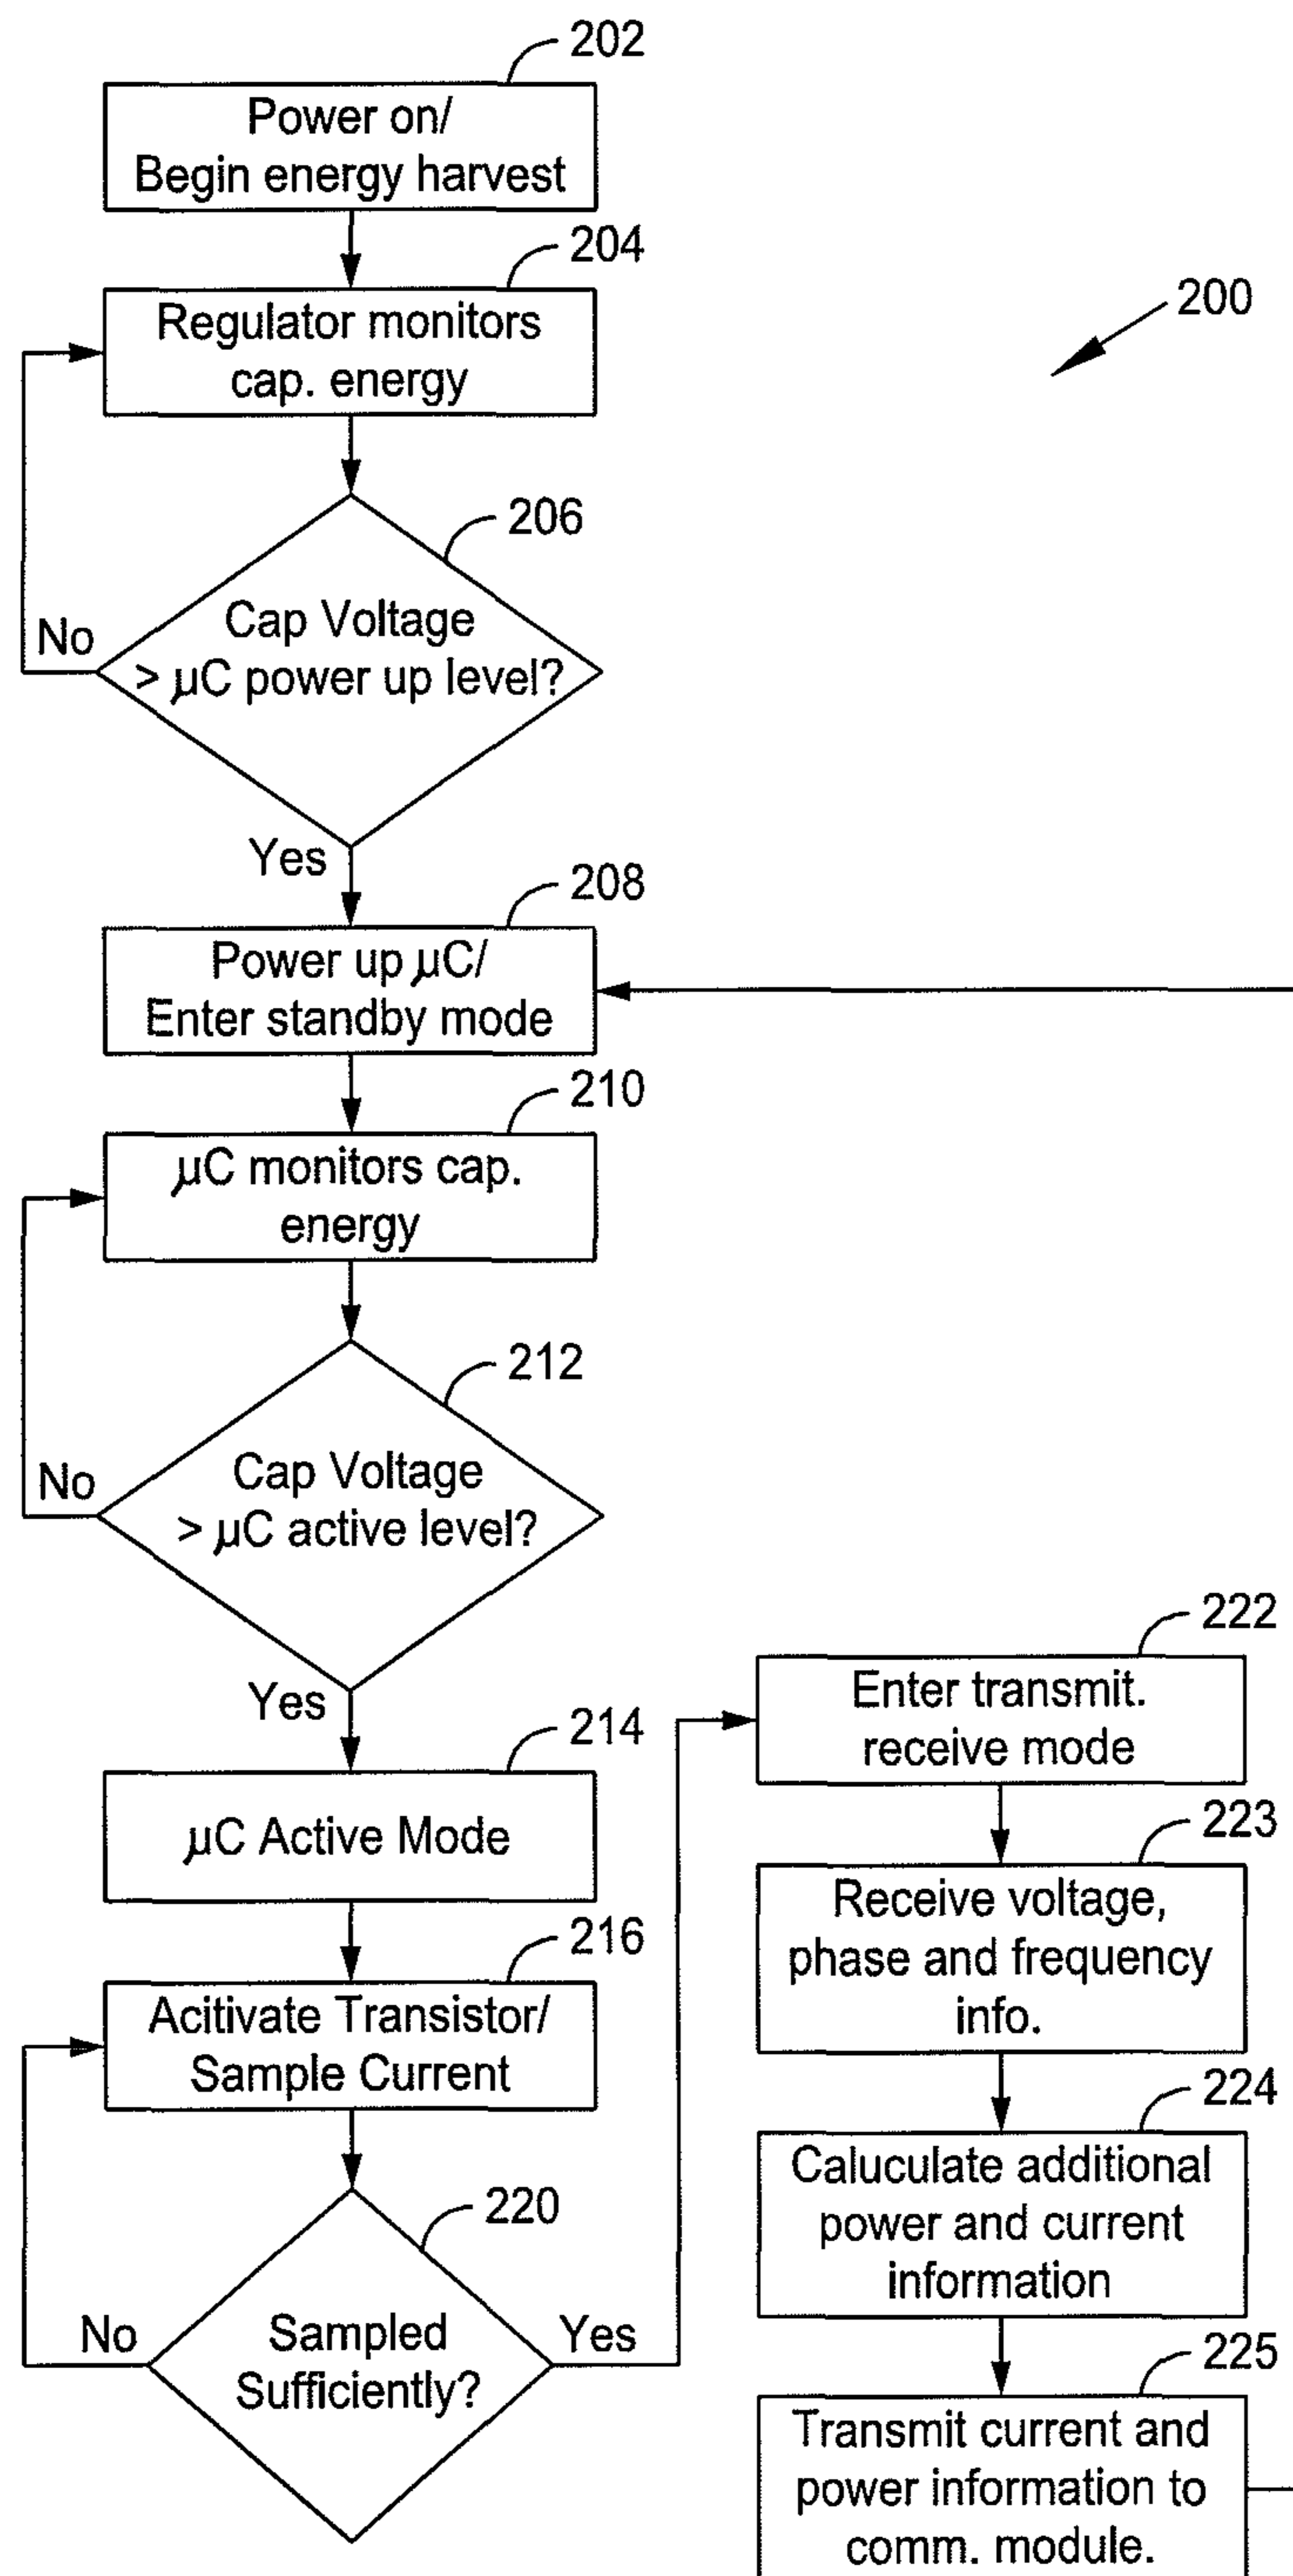 202
Power on/
Begin energy harvest
204
Regulator monitors
cap. energy
200
206
Cap Voltage
> µC power up level?
No
Yes
208
Power up µC/
Enter standby mode
210
µC monitors cap.
energy
212
Cap Voltage
> µC active level?
No
Yes
214
µC Active Mode
216
Acitivate Transistor/
Sample Current
220
Sampled
Sufficiently?
No
Yes
222
Enter transmit.
receive mode
223
Receive voltage,
phase and frequency
info.
224
Caluculate additional
power and current
information
225
Transmit current and
power information to
comm. module.